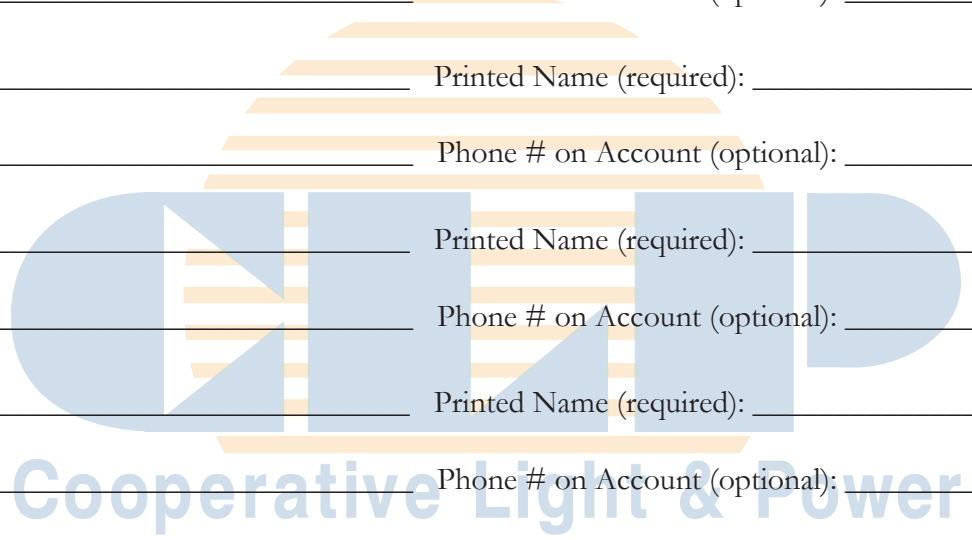 Printed Name (required):
Phone # on Account (optional):
Printed Name (required):
Phone # on Account (optional):
Printed Name (required):
Phone # on Account (optional):
CLP
Cooperative Light & Power